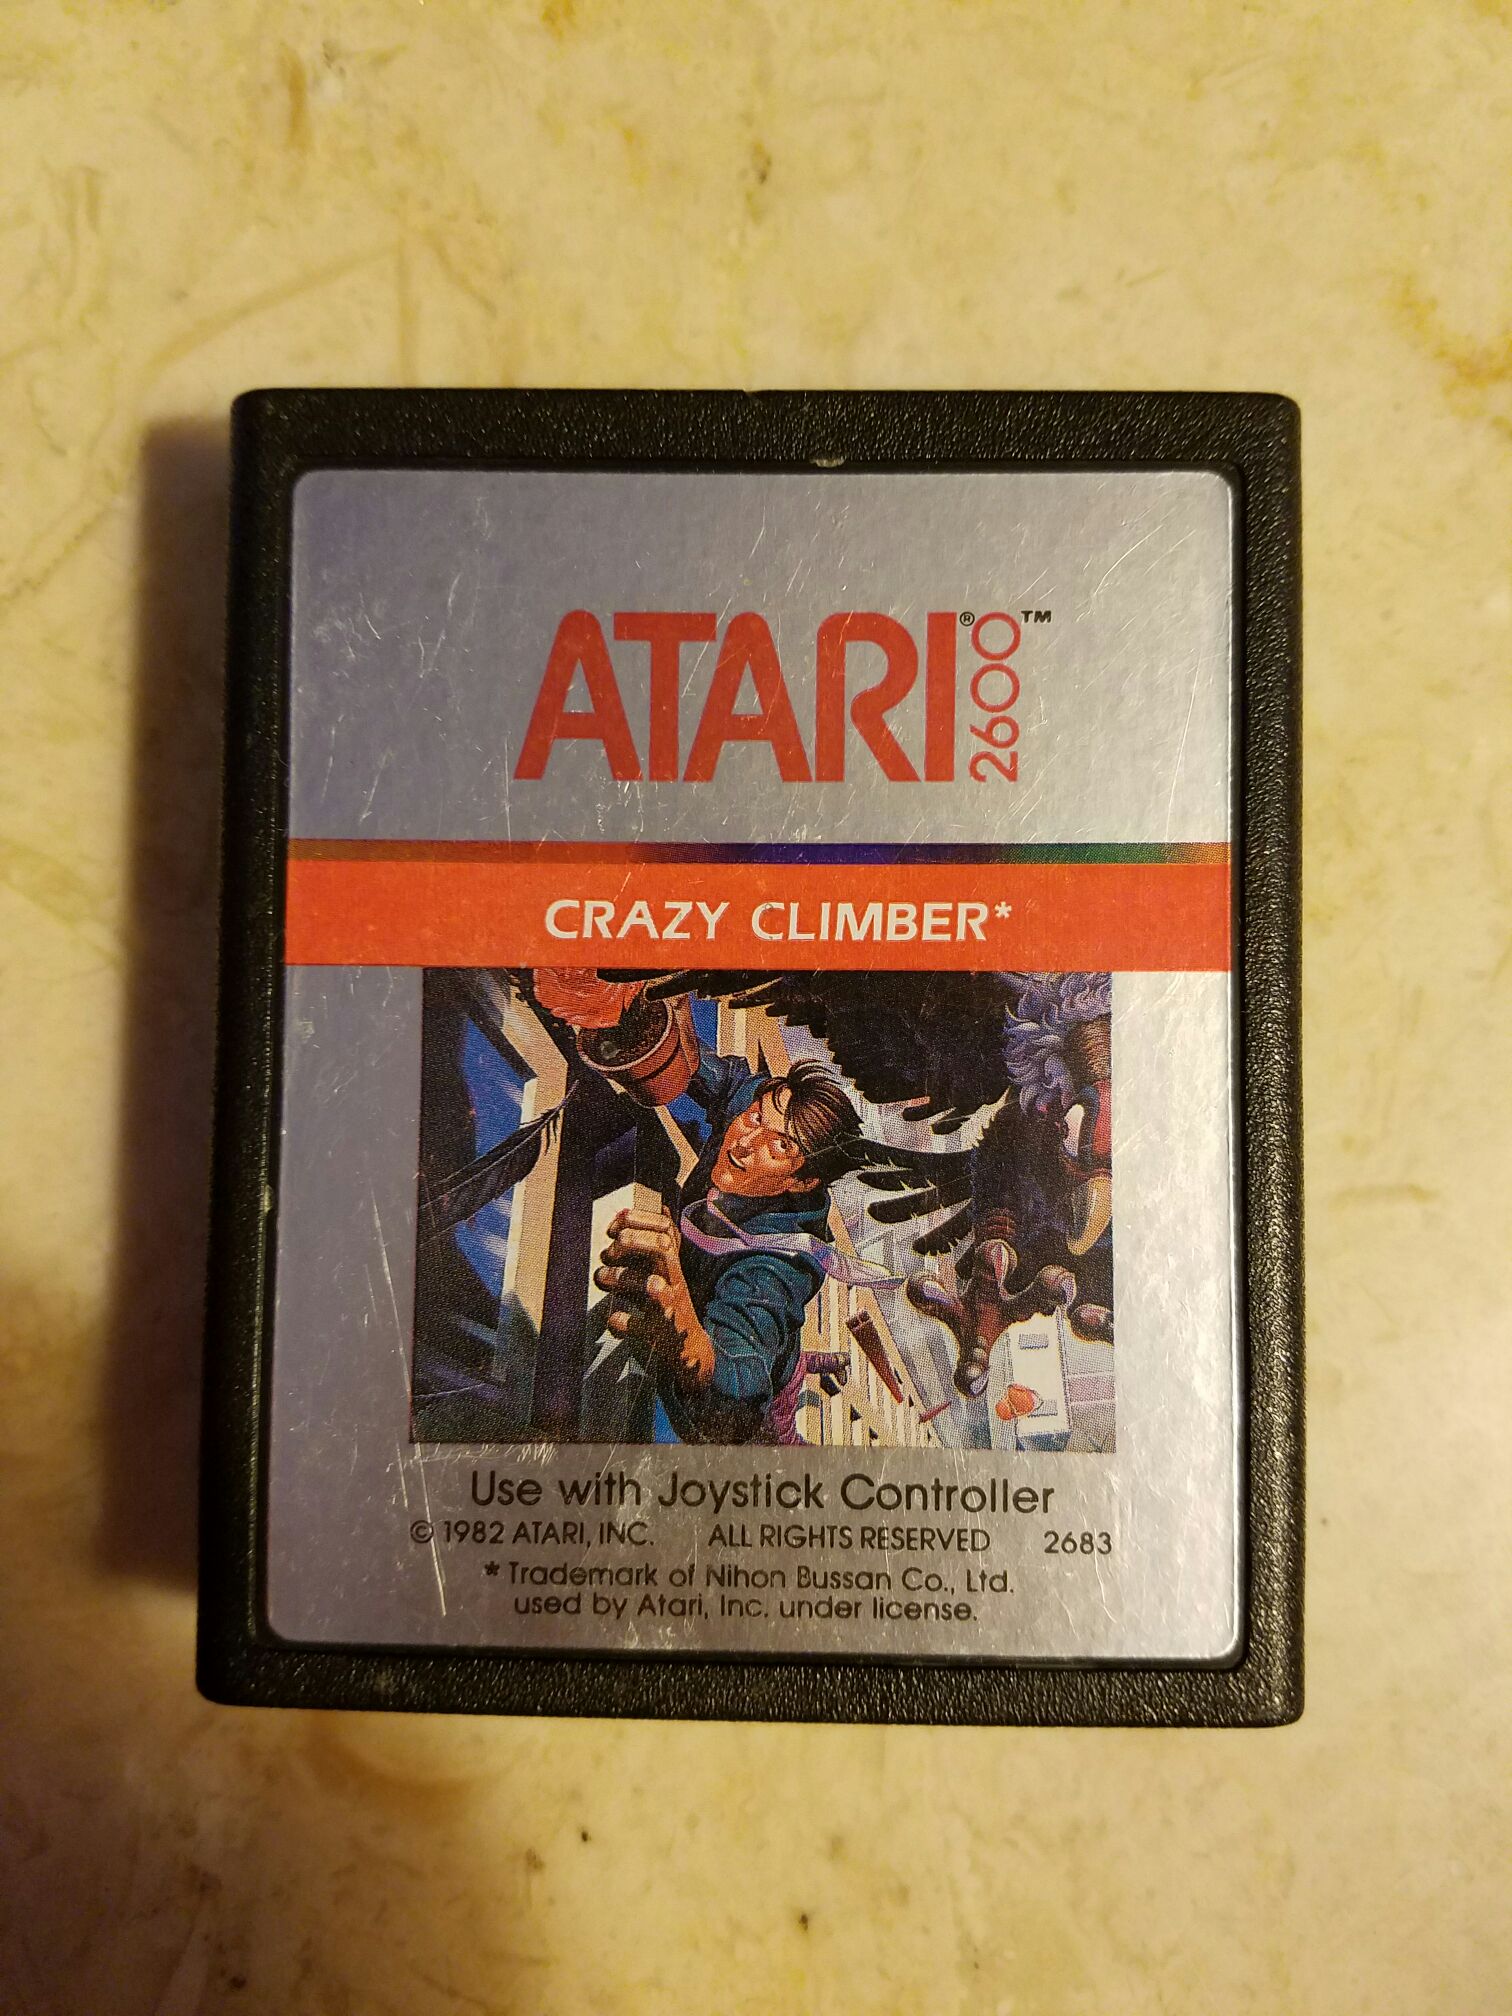 ATARI® 2600™
CRAZY CLIMBER*
Use with Joystick Controller
© 1982 ATARI, INC. ALL RIGHTS RESERVED 2683
* Trademark of Nihon Bussan Co., Ltd.
used by Atari, Inc. under license.